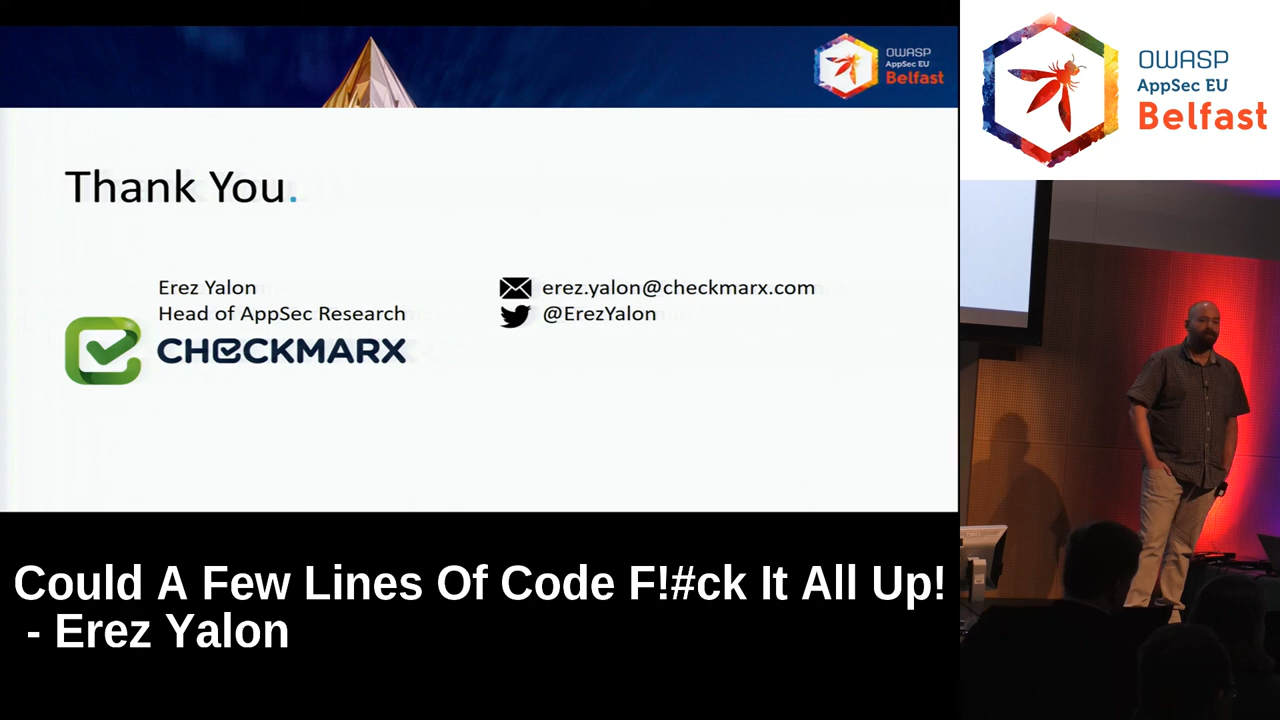 OWASP
AppSec EU
Belfast
Thank You.
Erez Yalon
Head of AppSec Research
CHECKMARX
erez.yalon@checkmarx.com
@ErezYalon
OWASP
AppSec EU
Belfast
Could A Few Lines Of Code F!#ck It All Up!
- Erez Yalon